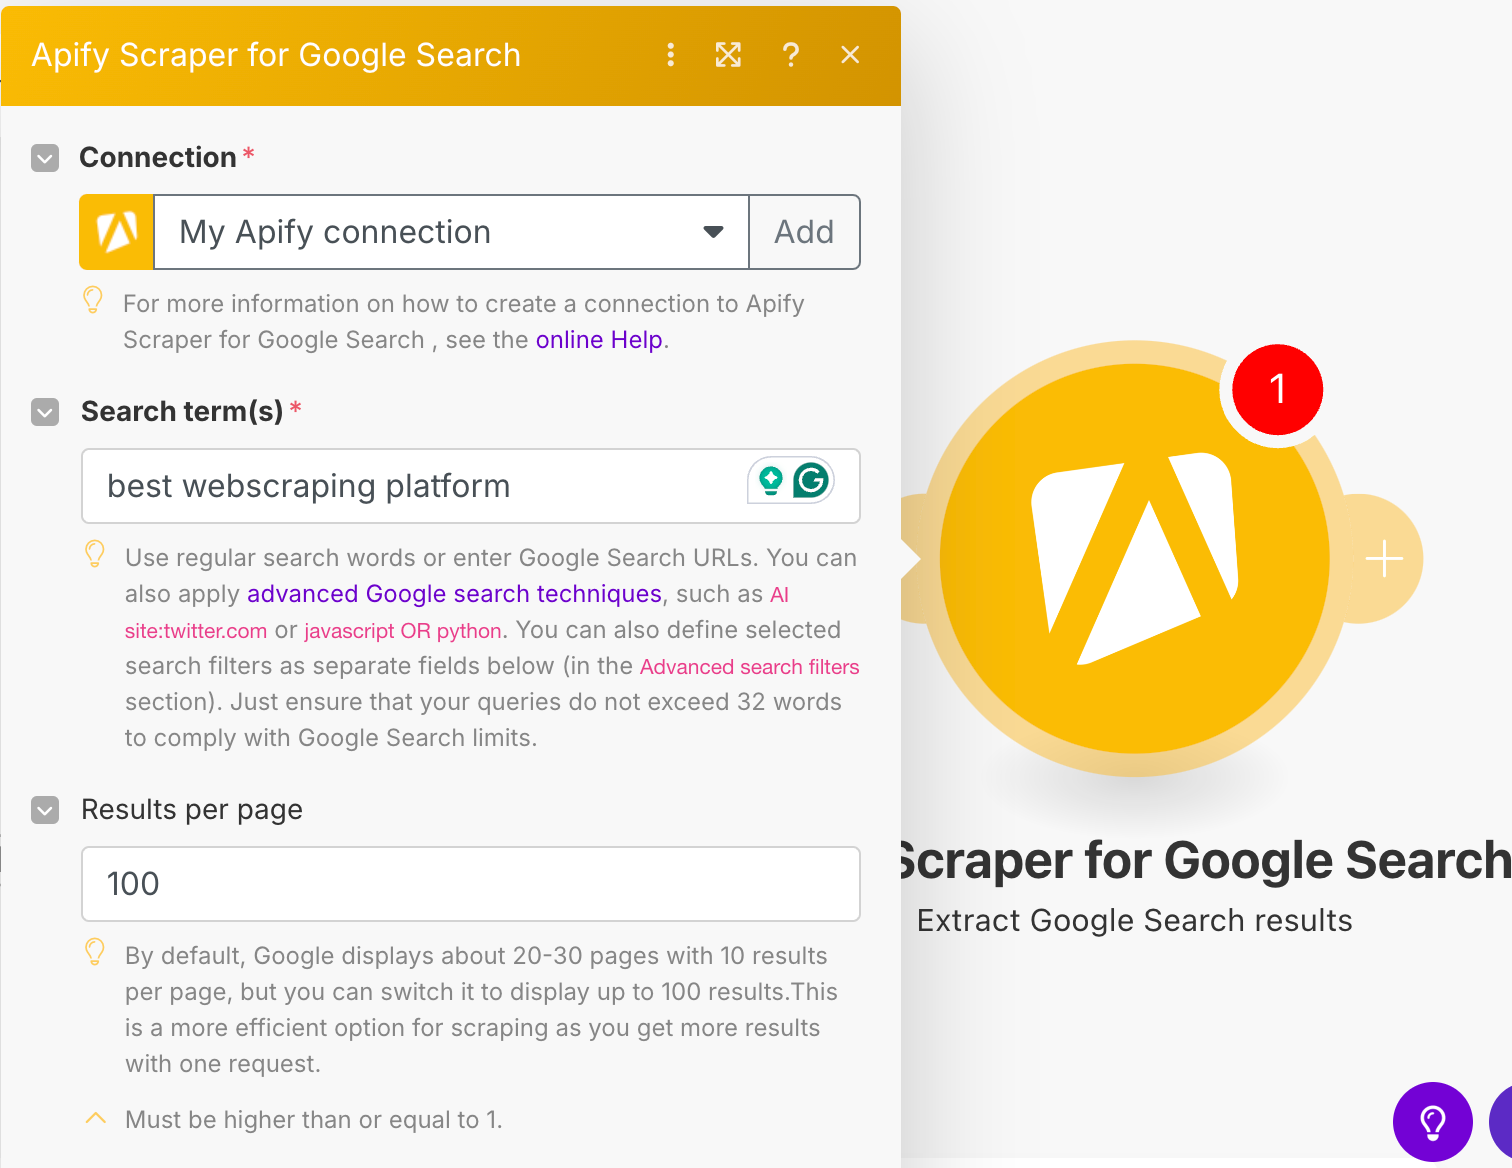 Apify Scraper for Google Search
?
Connection *
My Apify connection
Add
For more information on how to create a connection to Apify
Scraper for Google Search , see the online Help.
Search term(s) *
best webscraping platform
Use regular search words or enter Google Search URLs. You can
also apply advanced Google search techniques, such as AI
site:twitter.com or javascript OR python. You can also define selected
search filters as separate fields below (in the Advanced search filters
section). Just ensure that your queries do not exceed 32 words
to comply with Google Search limits.
Results per page
100
By default, Google displays about 20-30 pages with 10 results
per page, but you can switch it to display up to 100 results.This
is a more efficient option for scraping as you get more results
with one request.
Must be higher than or equal to 1.
1
Scraper for Google Search
Extract Google Search results